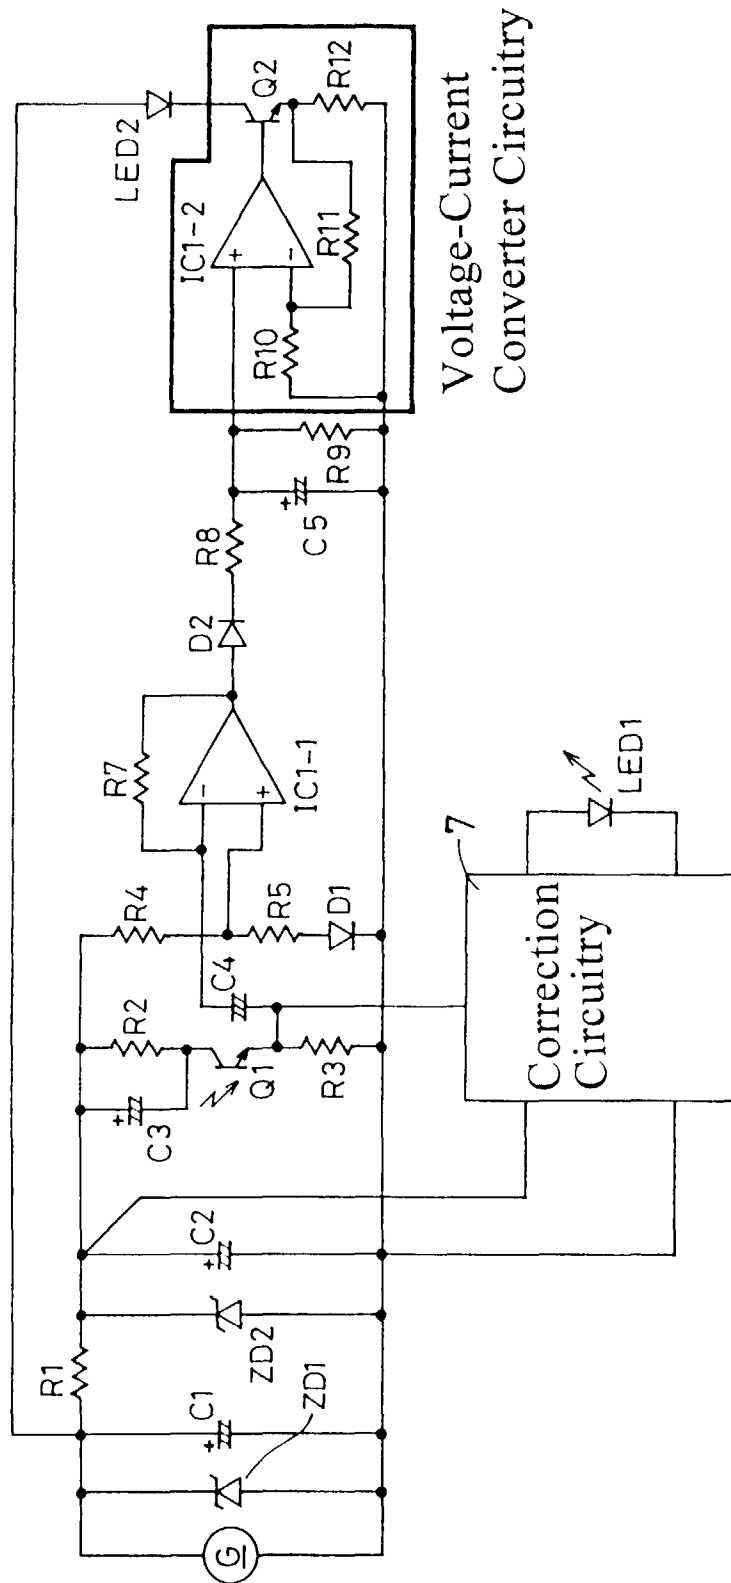 LED2
Q2
R12
IC1-2
+
-
R11
R10
R9
R8
+
C5
D2
R7
-
+
IC1-1
R4
R5
D1
C4
R2
Q1
R3
+
C3
+
C2
ZD2
R1
+
C1
ZD1
G
7
LED1
Correction
Circuitry
Voltage-Current
Converter Circuitry